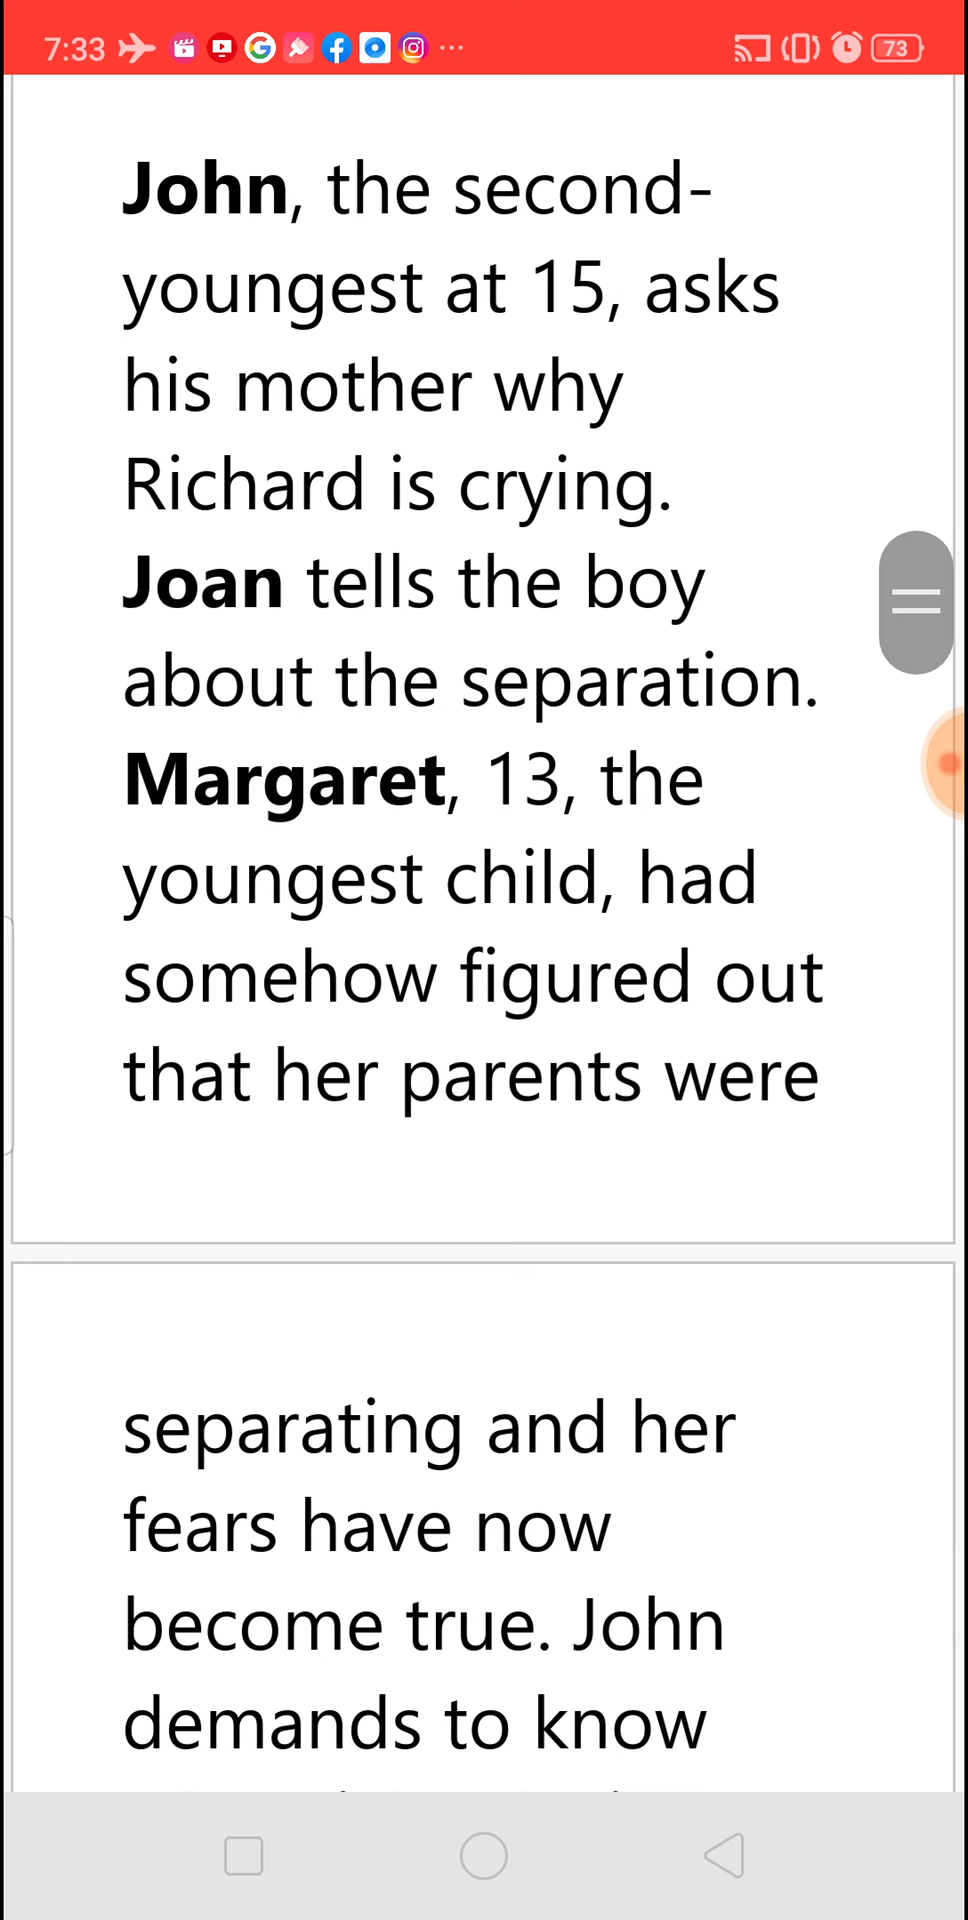 7:33
73
John, the second-
youngest at 15, asks
his mother why
Richard is crying.
Joan tells the boy
about the separation.
Margaret, 13, the
youngest child, had
somehow figured out
that her parents were
separating and her
fears have now
become true. John
demands to know